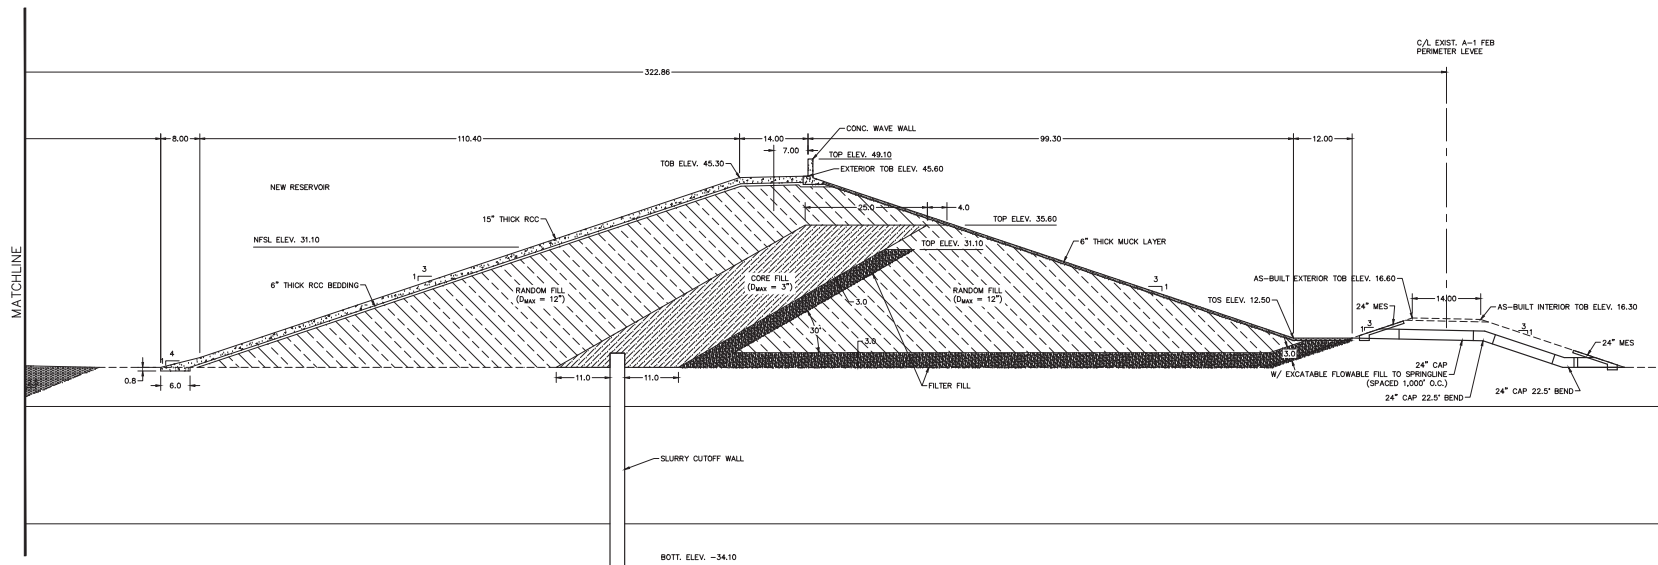 C/L EXIST. A-1 FEB
PERIMETER LEVEE
322.86
8.00
110.40
14.00
99.30
12.00
7.00
CONC. WAVE WALL
TOP ELEV. 49.10
TOB ELEV. 45.30
EXTERIOR TOB ELEV. 45.60
NEW RESERVOIR
25.0
4.0
15" THICK RCC
TOP ELEV. 35.60
NFSL ELEV. 31.10
TOP ELEV. 31.10
6" THICK MUCK LAYER
MATCHLINE
3
1
6" THICK RCC BEDDING
RANDOM FILL
(DMAX = 12")
CORE FILL
(DMAX = 3")
3.0
RANDOM FILL
(DMAX = 12")
3
1
AS-BUILT EXTERIOR TOB ELEV. 16.60
TOS ELEV. 12.50
24" MES
14.00
AS-BUILT INTERIOR TOB ELEV. 16.30
30°
3.0
3
1
3
1
4
1
3.0
24" MES
0.8
6.0
11.0
11.0
FILTER FILL
24" CAP
W/ EXCATABLE FLOWABLE FILL TO SPRINGLINE
(SPACED 1,000' O.C.)
24" CAP 22.5° BEND
24" CAP 22.5° BEND
SLURRY CUTOFF WALL
BOTT. ELEV. -34.10